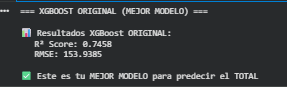 ••• === XGBOOST ORIGINAL (MEJOR MODELO) ===
📊 Resultados XGBoost ORIGINAL:
R² Score: 0.7458
RMSE: 153.9385
✅ Este es tu MEJOR MODELO para predecir el TOTAL